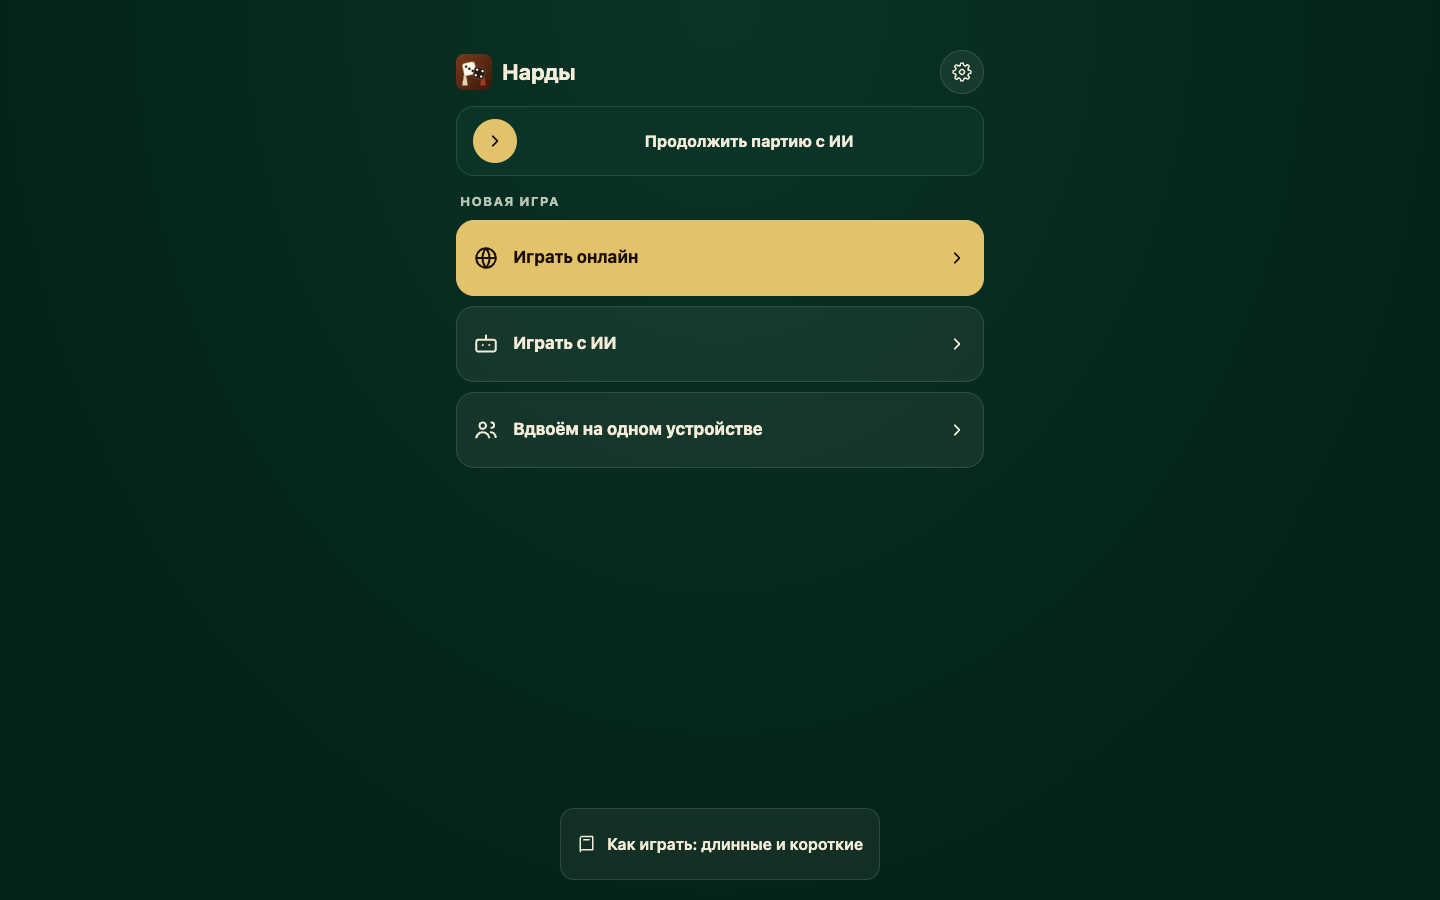 Нарды
Продолжить партию с ИИ
НОВАЯ ИГРА
Играть онлайн
Играть с ИИ
Вдвоём на одном устройстве
Как играть: длинные и короткие